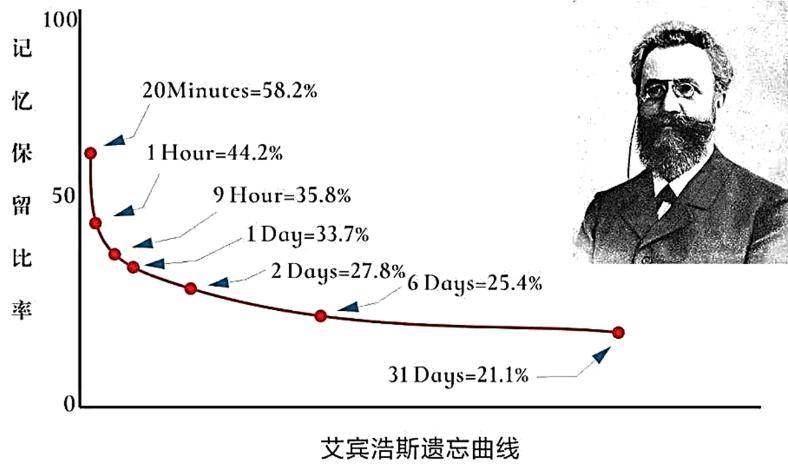 100
记忆保留比率
20Minutes=58.2%
1 Hour=44.2%
50
9 Hour=35.8%
1 Day=33.7%
2 Days=27.8%
6 Days=25.4%
31 Days=21.1%
0
艾宾浩斯遗忘曲线